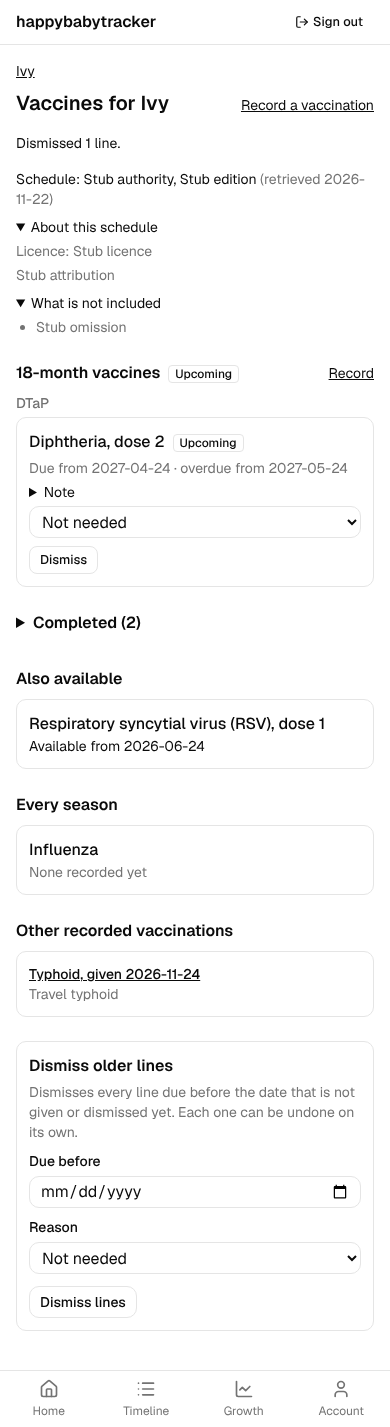 happybabytracker
Sign out
Ivy
Vaccines for Ivy
Record a vaccination
Dismissed 1 line.
Schedule: Stub authority, Stub edition (retrieved 2026-
11-22)
About this schedule
Licence: Stub licence
Stub attribution
What is not included
Stub omission
18-month vaccines
Upcoming
Record
DTaP
Diphtheria, dose 2
Upcoming
Due from 2027-04-24 · overdue from 2027-05-24
Note
Not needed
Dismiss
Completed (2)
Also available
Respiratory syncytial virus (RSV), dose 1
Available from 2026-06-24
Every season
Influenza
None recorded yet
Other recorded vaccinations
Typhoid, given 2026-11-24
Travel typhoid
Dismiss older lines
Dismisses every line due before the date that is not
given or dismissed yet. Each one can be undone on
its own.
Due before
mm/dd/yyyy
Reason
Not needed
Dismiss lines
Home
Timeline
Growth
Account